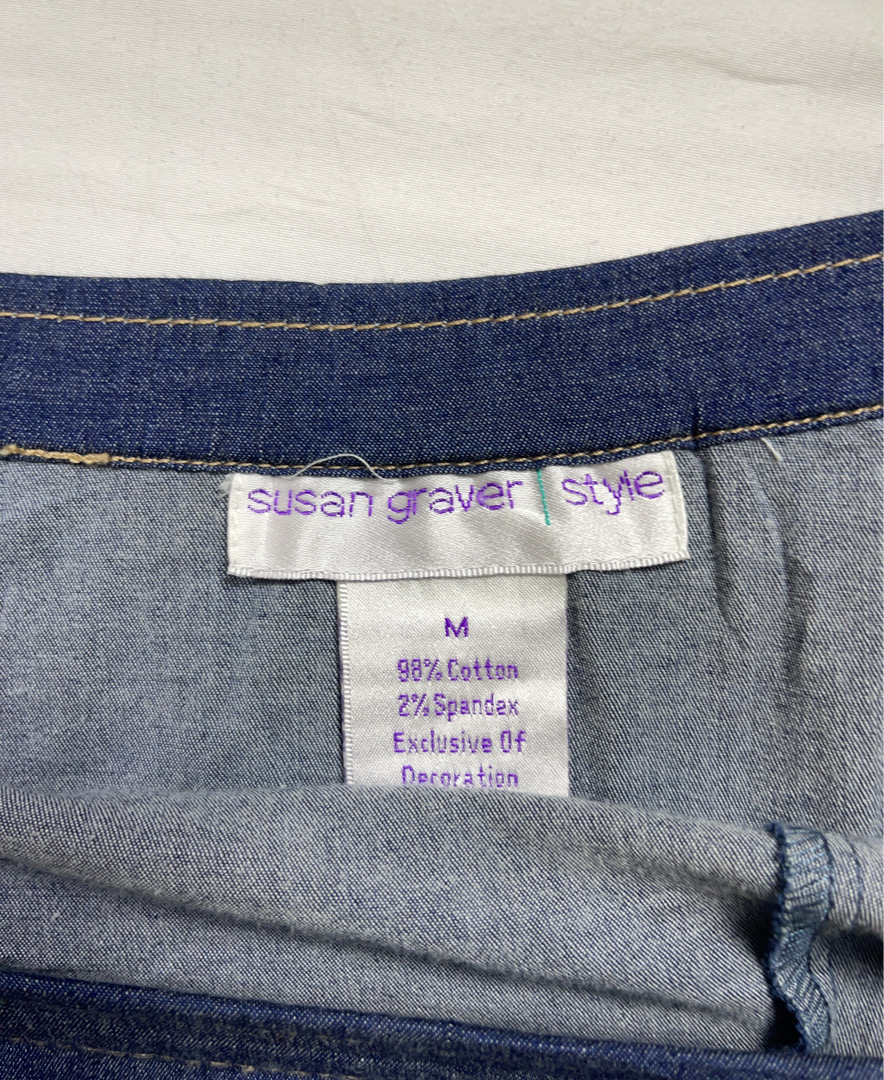 susan graver | style
M
98% Cotton
2% Spandex
Exclusive Of
Decoration